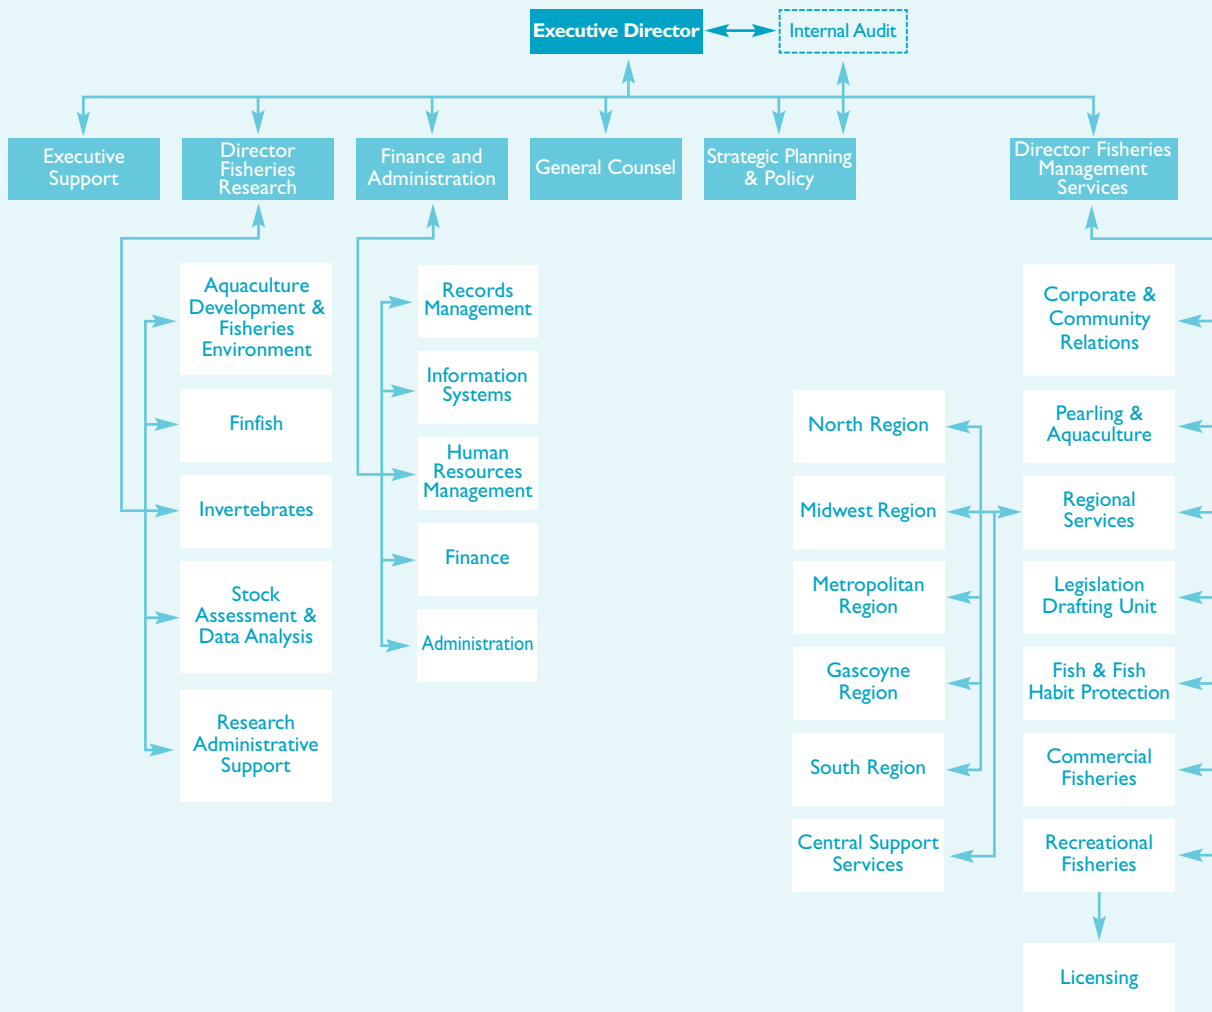 Executive Director
Internal Audit
Executive
Support
Director
Fisheries
Research
Finance and
Administration
General Counsel
Strategic Planning
& Policy
Director Fisheries
Management
Services
Aquaculture
Development &
Fisheries
Environment
Finfish
Invertebrates
Stock
Assessment &
Data Analysis
Research
Administrative
Support
Records
Management
Information
Systems
Human
Resources
Management
Finance
Administration
North Region
Midwest Region
Metropolitan
Region
Gascoyne
Region
South Region
Central Support
Services
Corporate &
Community
Relations
Pearling &
Aquaculture
Regional
Services
Legislation
Drafting Unit
Fish & Fish
Habit Protection
Commercial
Fisheries
Recreational
Fisheries
Licensing